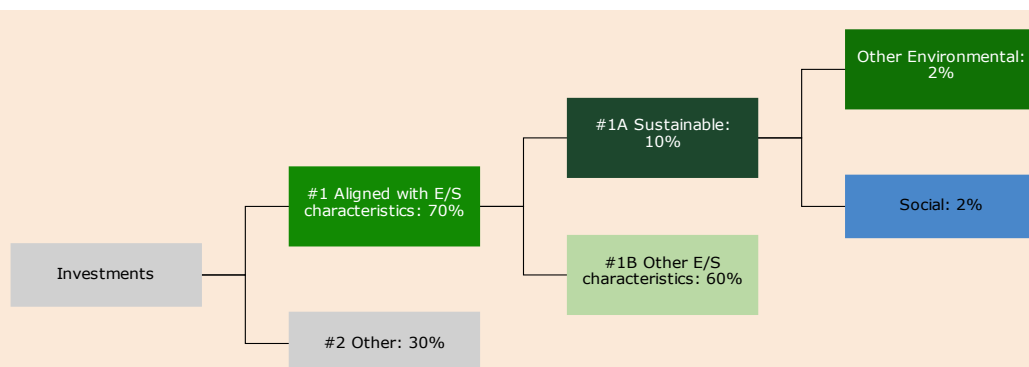 Other Environmental:
2%
#1A Sustainable:
10%
#1 Aligned with E/S
characteristics: 70%
Social: 2%
Investments
#1B Other E/S
characteristics: 60%
#2 Other: 30%